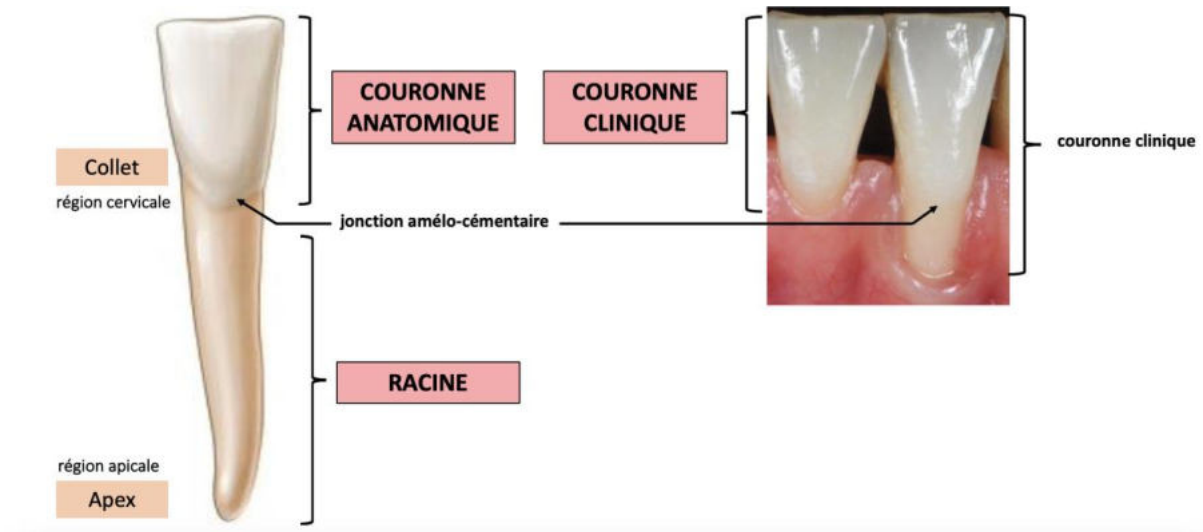 COURONNE
ANATOMIQUE
COURONNE
CLINIQUE
couronne clinique
Collet
région cervicale
jonction amélo-cémentaire
RACINE
région apicale
Apex